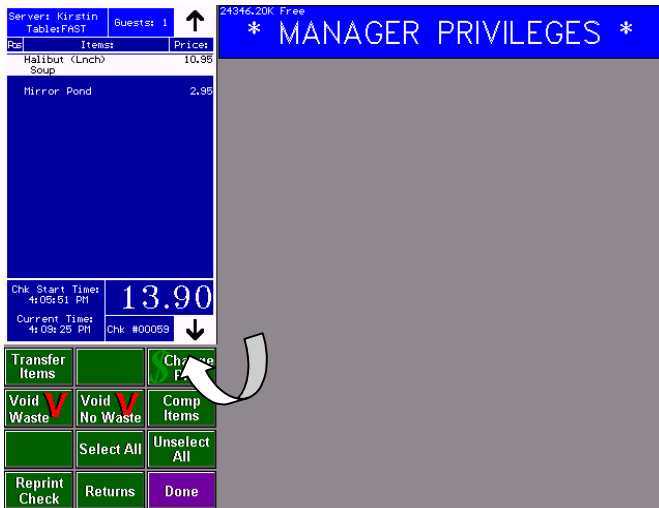 Server: Kirstin
Table:FAST
Guests: 1
24346.20K Free
* MANAGER PRIVILEGES *
Pos Items: Price:
Halibut (Lnch) 10.95
Soup
Mirror Pond 2.95
Chk Start Time:
4:05:51 PM
13.90
Current Time:
4:09:25 PM
Chk #00059
Transfer
Items
Void
Waste
Void
No Waste
Comp
Items
Select All
Unselect
All
Reprint
Check
Returns
Done